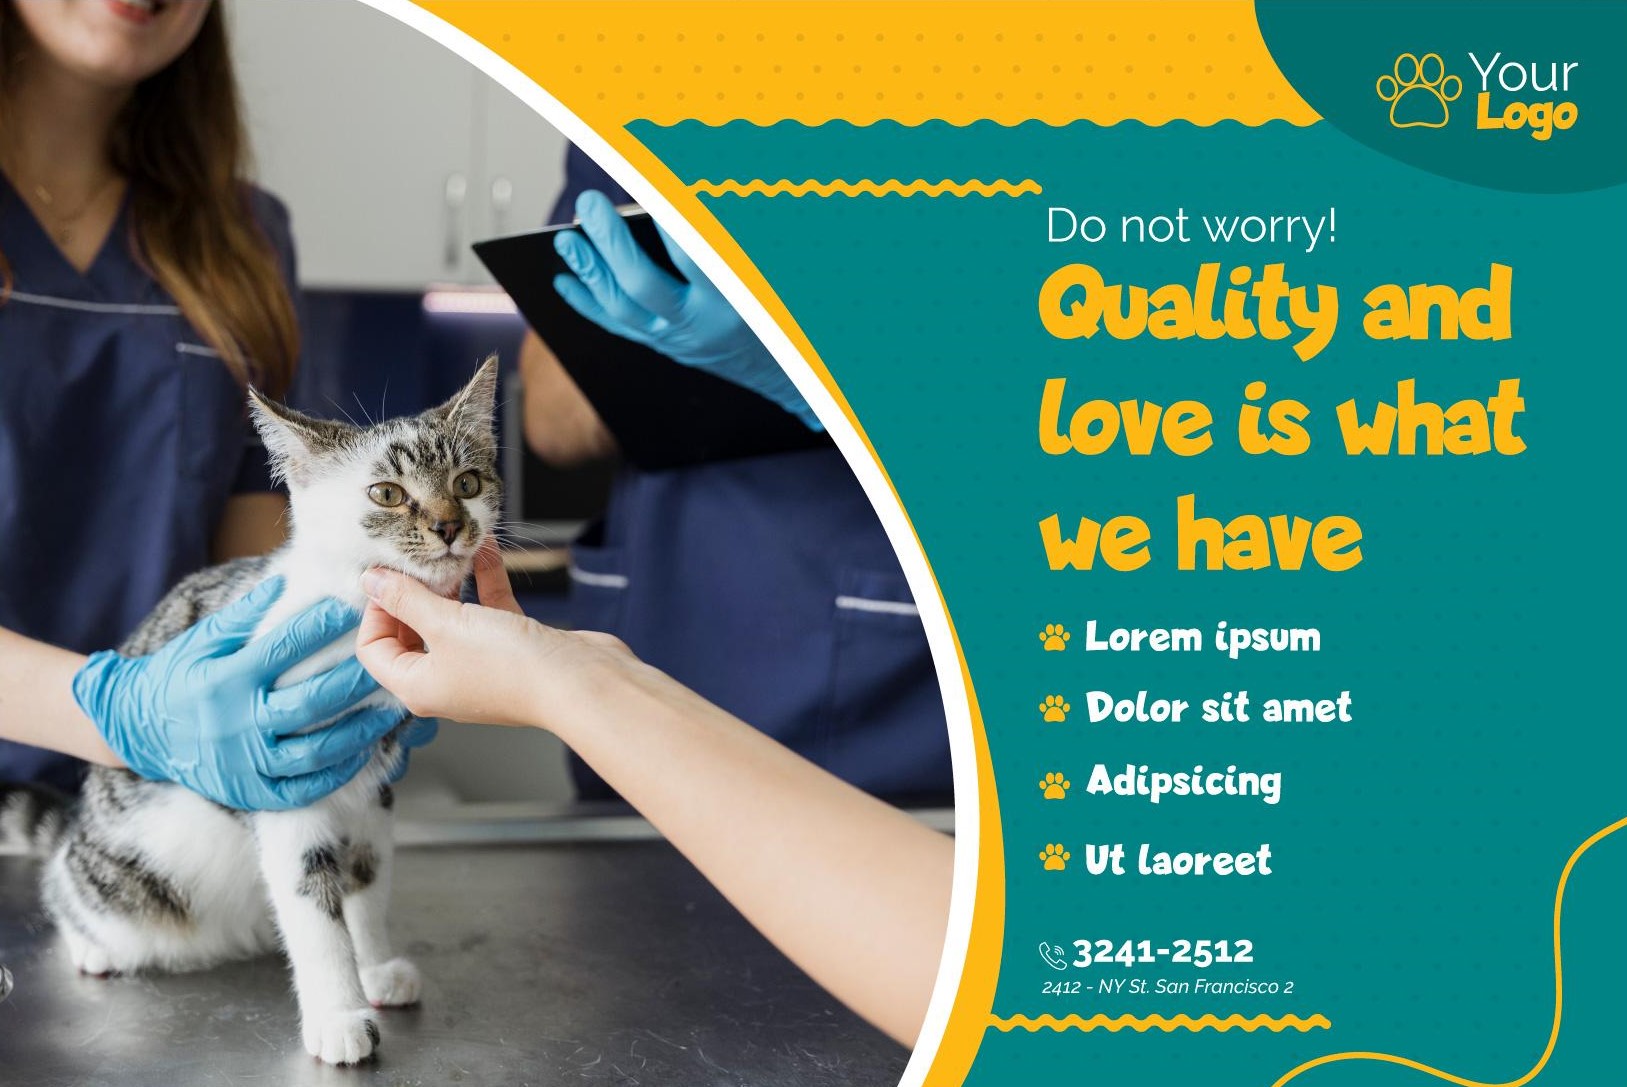 Your
Logo
Do not worry!
Quality and
love is what
we have
Lorem ipsum
Dolor sit amet
Adipsicing
Ut laoreet
3241-2512
2412 - NY St. San Francisco 2